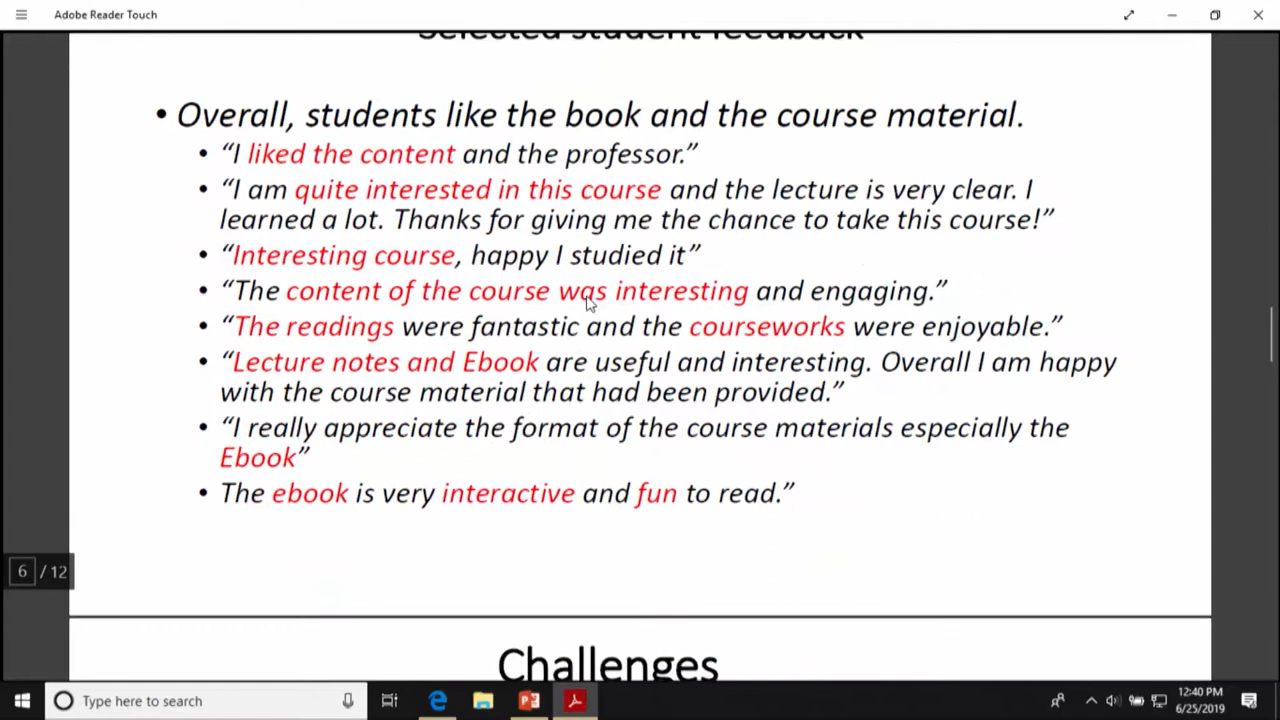 Adobe Reader Touch
Selected student feedback
• Overall, students like the book and the course material.
• “I liked the content and the professor.”
• “I am quite interested in this course and the lecture is very clear. I
learned a lot. Thanks for giving me the chance to take this course!”
• “Interesting course, happy I studied it”
• “The content of the course was interesting and engaging.”
• “The readings were fantastic and the courseworks were enjoyable.”
• “Lecture notes and Ebook are useful and interesting. Overall I am happy
with the course material that had been provided.”
• “I really appreciate the format of the course materials especially the
Ebook”
• The ebook is very interactive and fun to read.”
6 / 12
Challenges
Type here to search
12:40 PM
6/25/2019